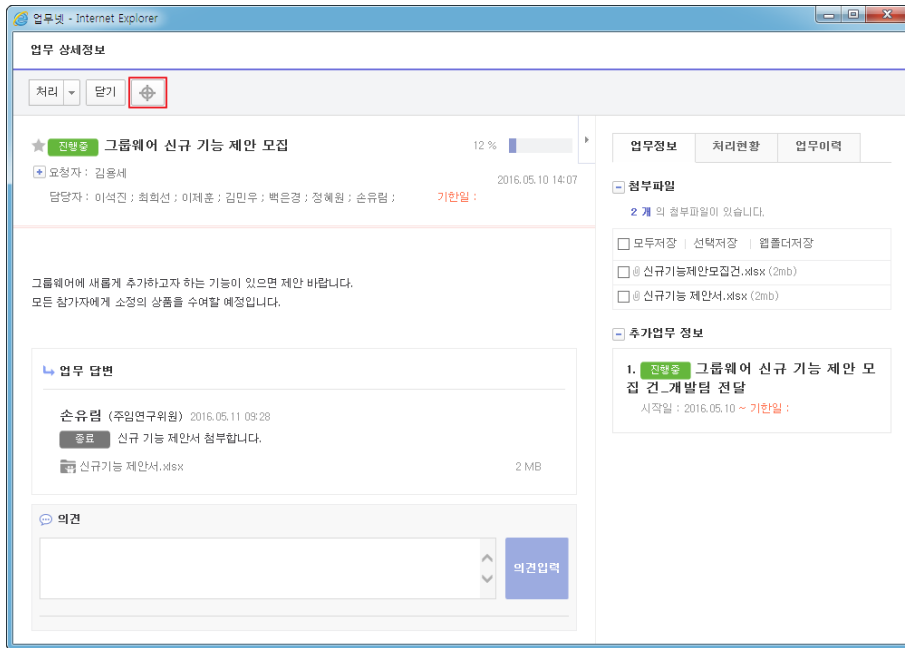 업무넷 - Internet Explorer
업무 상세정보
처리 닫기
진행중 그룹웨어 신규 기능 제안 모집 12 %
요청자 : 김용세 2016.05.10 14:07
담당자 : 이석진 ; 최희선 ; 이제훈 ; 김민우 ; 백은경 ; 정혜원 ; 손유림 ; 기한일 :
그룹웨어에 새롭게 추가하고자 하는 기능이 있으면 제안 바랍니다.
모든 참가자에게 소정의 상품을 수여할 예정입니다.
업무 답변
손유림 (주임연구위원) 2016.05.11 09:28
종료 신규 기능 제안서 첨부합니다.
신규기능 제안서.xlsx 2 MB
의견
의견입력
업무정보 처리현황 업무이력
첨부파일
2 개 의 첨부파일이 있습니다.
모두저장 | 선택저장 | 웹폴더저장
신규기능제안모집건.xlsx (2mb)
신규기능 제안서.xlsx (2mb)
추가업무 정보
1. 진행중 그룹웨어 신규 기능 제안 모
집 건_개발팀 전달
시작일 : 2016.05.10 ~ 기한일 :